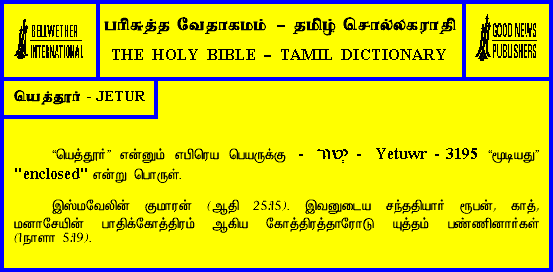 BELLWETHER
INTERNATIONAL
பரிசுத்த வேதாகமம் – தமிழ் சொல்லகராதி
THE HOLY BIBLE – TAMIL DICTIONARY
GOOD NEWS
PUBLISHERS
யெத்தூர் - JETUR
“யெத்தூர்” என்னும் எபிரெய பெயருக்கு - יְטוּר - Yetuwr - 3195 “மூடியது”
"enclosed" என்று பொருள்.
இஸ்மவேலின் குமாரன் (ஆதி 25:15). இவனுடைய சந்ததியார் ரூபன், காத்,
மனாசேயின் பாதிக்கோத்திரம் ஆகிய கோத்திரத்தாரோடு யுத்தம் பண்ணினார்கள்
(1நாளா 5:19).